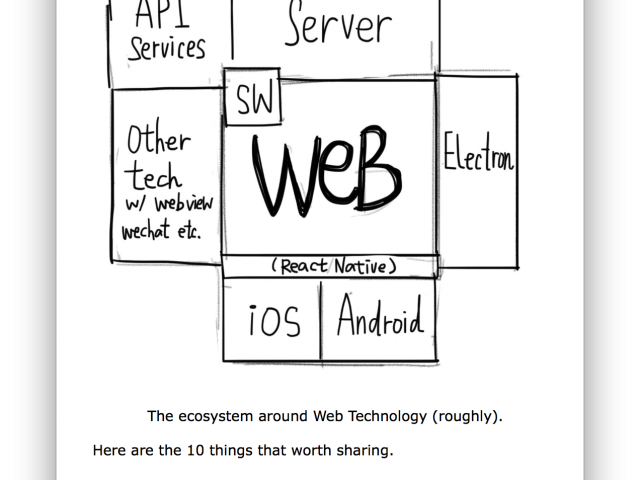 API
Services
Server
SW
WeB
Other
tech
w/ webview
wechat etc.
Electron
(React Native)
iOS
Android
The ecosystem around Web Technology (roughly).
Here are the 10 things that worth sharing.